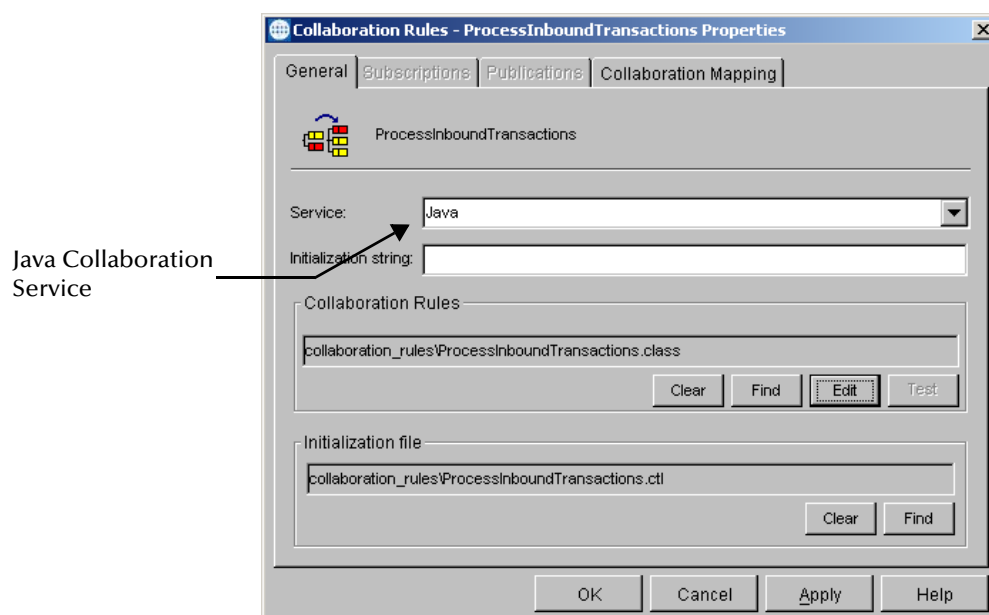 Collaboration Rules - ProcessInboundTransactions Properties
General Subscriptions Publications Collaboration Mapping
ProcessInboundTransactions
Service: Java
Java Collaboration
Service
Initialization string:
Collaboration Rules
collaboration_rules\ProcessInboundTransactions.class
Clear Find Edit Test
Initialization file
collaboration_rules\ProcessInboundTransactions.ctl
Clear Find
OK Cancel Apply Help